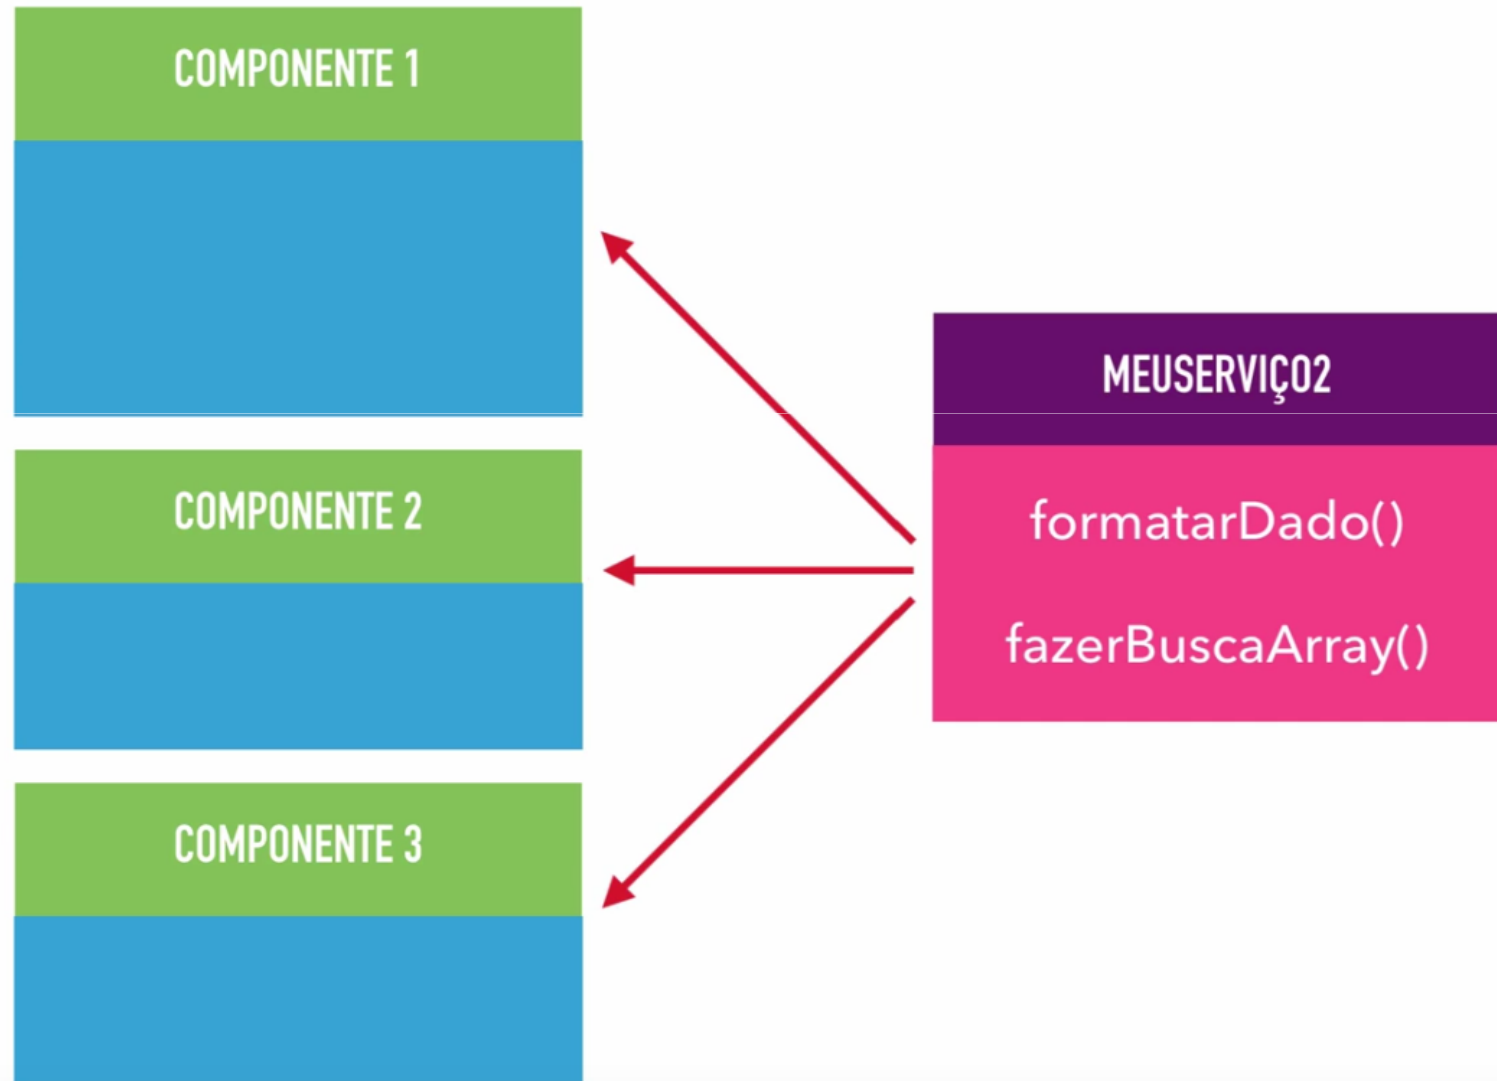 COMPONENTE 1
MEUSERVIÇO2
COMPONENTE 2
formatarDado()
fazerBuscaArray()
COMPONENTE 3